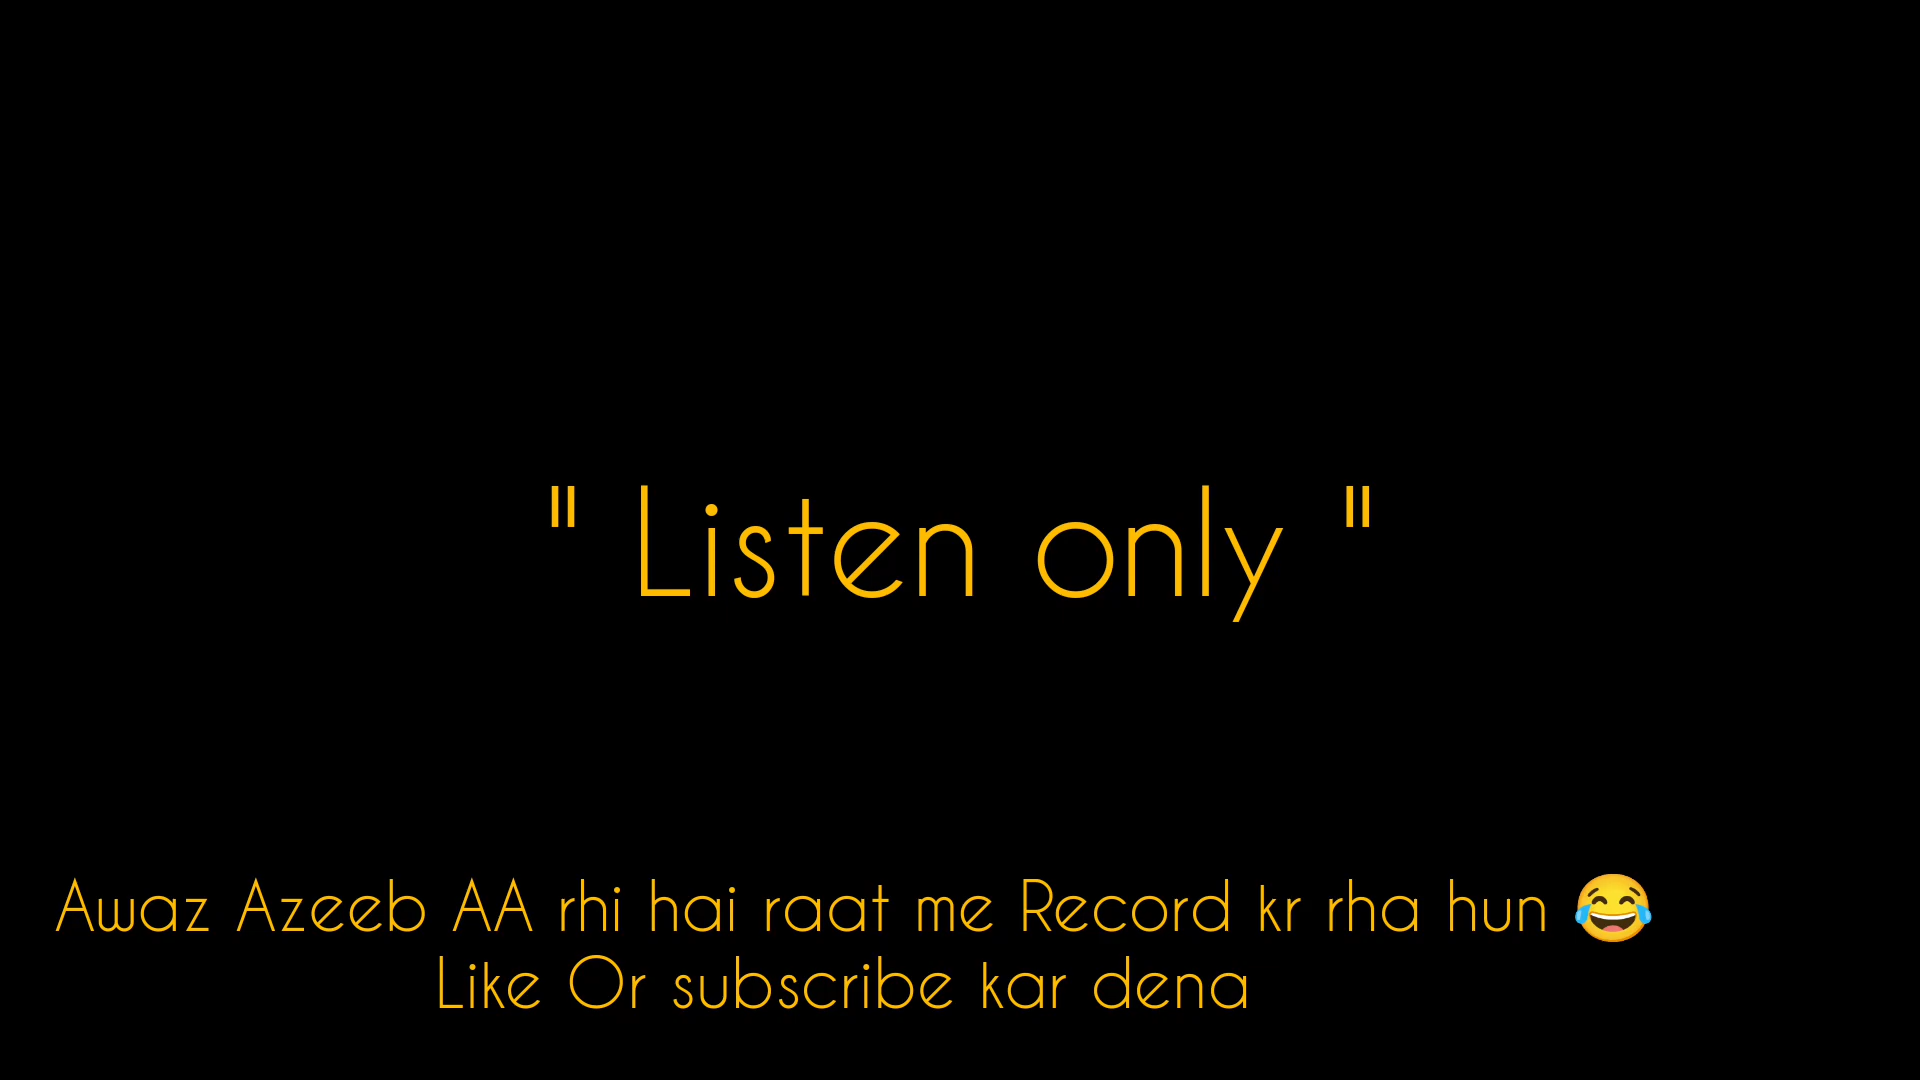 " Listen only "
Awaz Azeeb AA rhi hai raat me Record kr rha hun 😂
Like Or subscribe kar dena